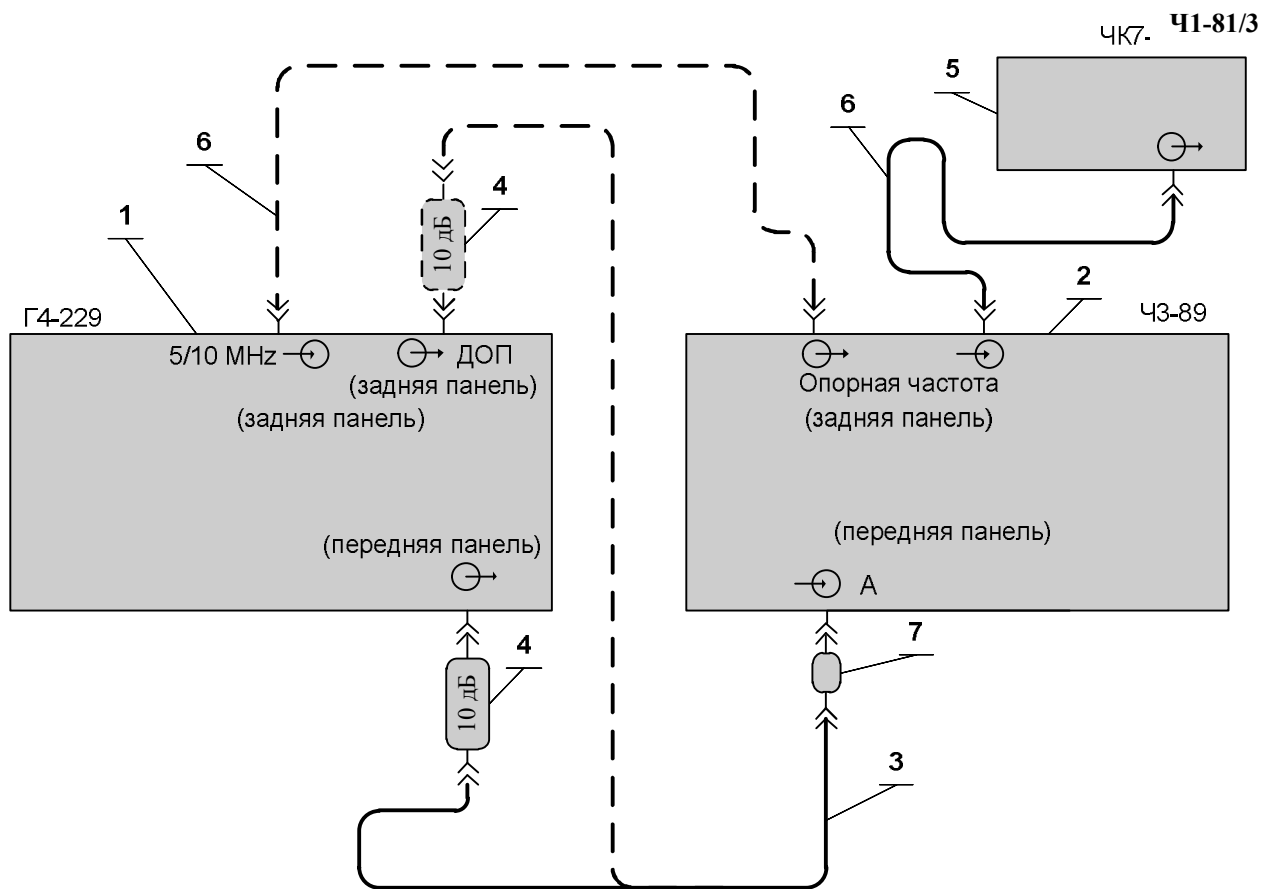 Ч1-81/3
ЧК7-
5
6
6
4
1
10 дБ
2
Г4-229
ЧЗ-89
5/10 MHz
ДОП
(задняя панель)
(задняя панель)
Опорная частота
(задняя панель)
(передняя панель)
(передняя панель)
А
7
4
10 дБ
3